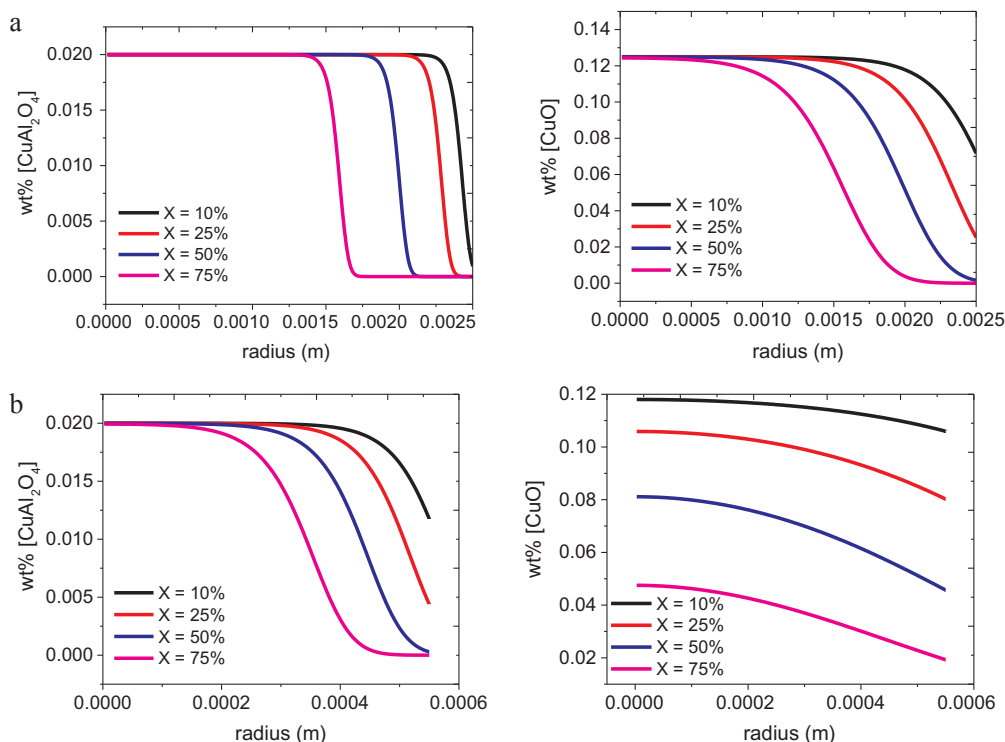 a
wt% [CuAl2O4]
0.020
0.015
0.010
0.005
0.000
X = 10%
X = 25%
X = 50%
X = 75%
0.0000 0.0005 0.0010 0.0015 0.0020 0.0025
radius (m)
wt% [CuO]
0.14
0.12
0.10
0.08
0.06
0.04
0.02
0.00
X = 10%
X = 25%
X = 50%
X = 75%
0.0000 0.0005 0.0010 0.0015 0.0020 0.0025
radius (m)
b
wt% [CuAl2O4]
0.020
0.015
0.010
0.005
0.000
X = 10%
X = 25%
X = 50%
X = 75%
0.0000 0.0002 0.0004 0.0006
radius (m)
wt% [CuO]
0.12
0.10
0.08
0.06
0.04
0.02
X = 10%
X = 25%
X = 50%
X = 75%
0.0000 0.0002 0.0004 0.0006
radius (m)